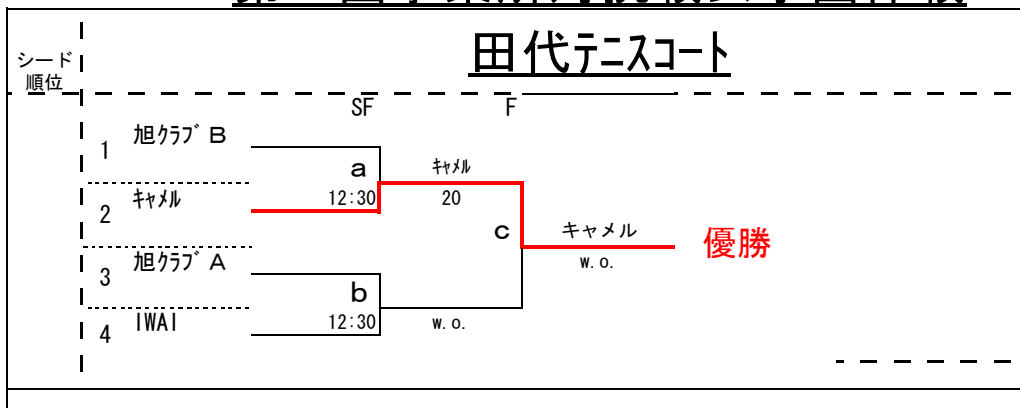 田代テニスコート
シード
順位
SF F
1 旭ｸﾗﾌﾞB
a ｷｬﾒﾙ
2 ｷｬﾒﾙ 12:30 20
c キャメル 優勝
w.o.
3 旭ｸﾗﾌﾞA
b
4 IWAI 12:30 w.o.